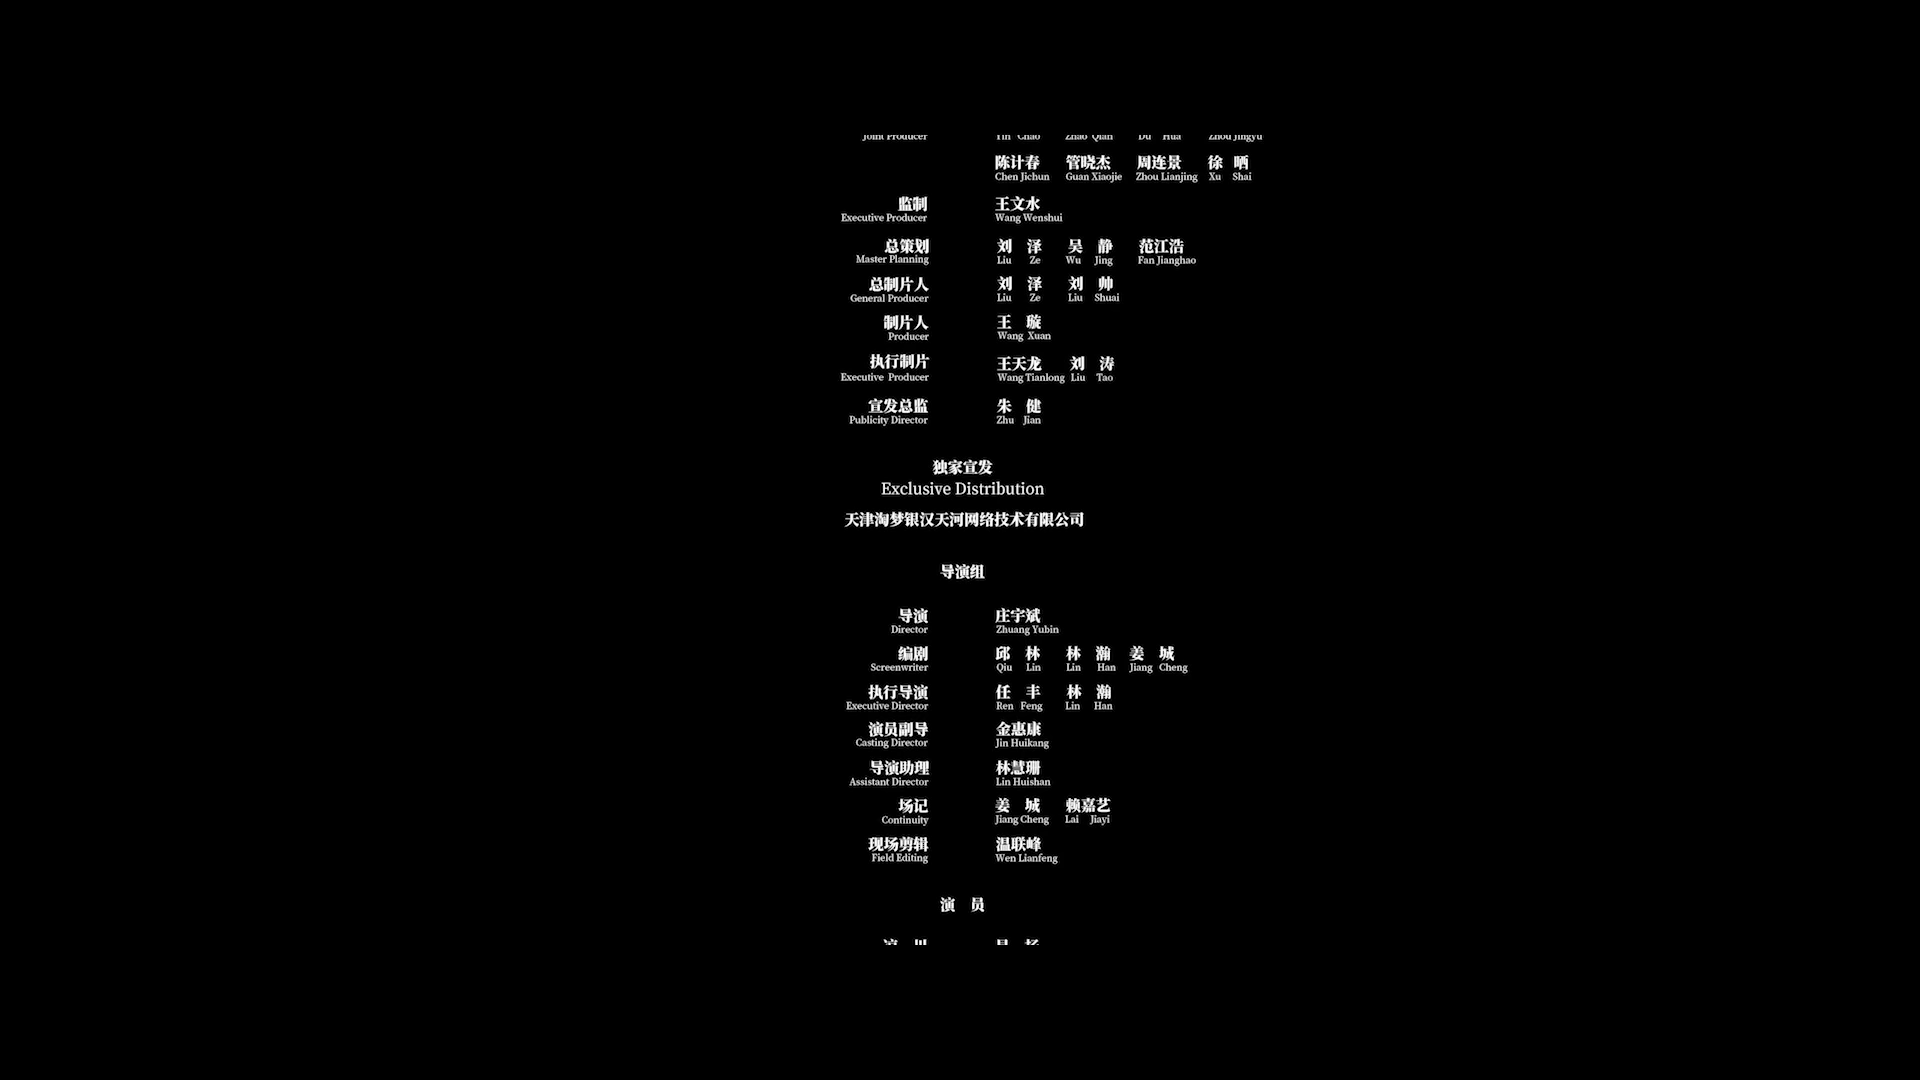 Joint Producer Yin Chao Zhao Qian Du Hua Zhou Jingyu
陈计春 管晓杰 周连景 徐 晒
Chen Jichun Guan Xiaojie Zhou Lianjing Xu Shai
监制 王文水
Executive Producer Wang Wenshui
总策划 刘 泽 吴 静 范江浩
Master Planning Liu Ze Wu Jing Fan Jianghao
总制片人 刘 泽 刘 帅
General Producer Liu Ze Liu Shuai
制片人 王 璇
Producer Wang Xuan
执行制片 王天龙 刘 涛
Executive Producer Wang Tianlong Liu Tao
宣发总监 朱 健
Publicity Director Zhu Jian
独家宣发
Exclusive Distribution
天津淘梦银汉天河网络技术有限公司
导演组
导演 庄宇斌
Director Zhuang Yubin
编剧 邱 林 林 瀚 姜 城
Screenwriter Qiu Lin Lin Han Jiang Cheng
执行导演 任 丰 林 瀚
Executive Director Ren Feng Lin Han
演员副导 金惠康
Casting Director Jin Huikang
导演助理 林慧珊
Assistant Director Lin Huishan
场记 姜 城 赖嘉艺
Continuity Jiang Cheng Lai Jiayi
现场剪辑 温联峰
Field Editing Wen Lianfeng
演 员